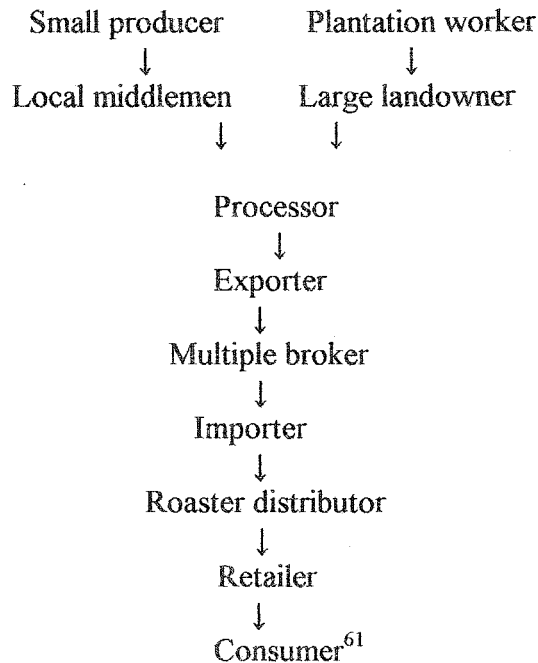 Small producer Plantation worker
↓ ↓
Local middlemen Large landowner
↓ ↓
Processor
↓
Exporter
↓
Multiple broker
↓
Importer
↓
Roaster distributor
↓
Retailer
↓
Consumer⁶¹